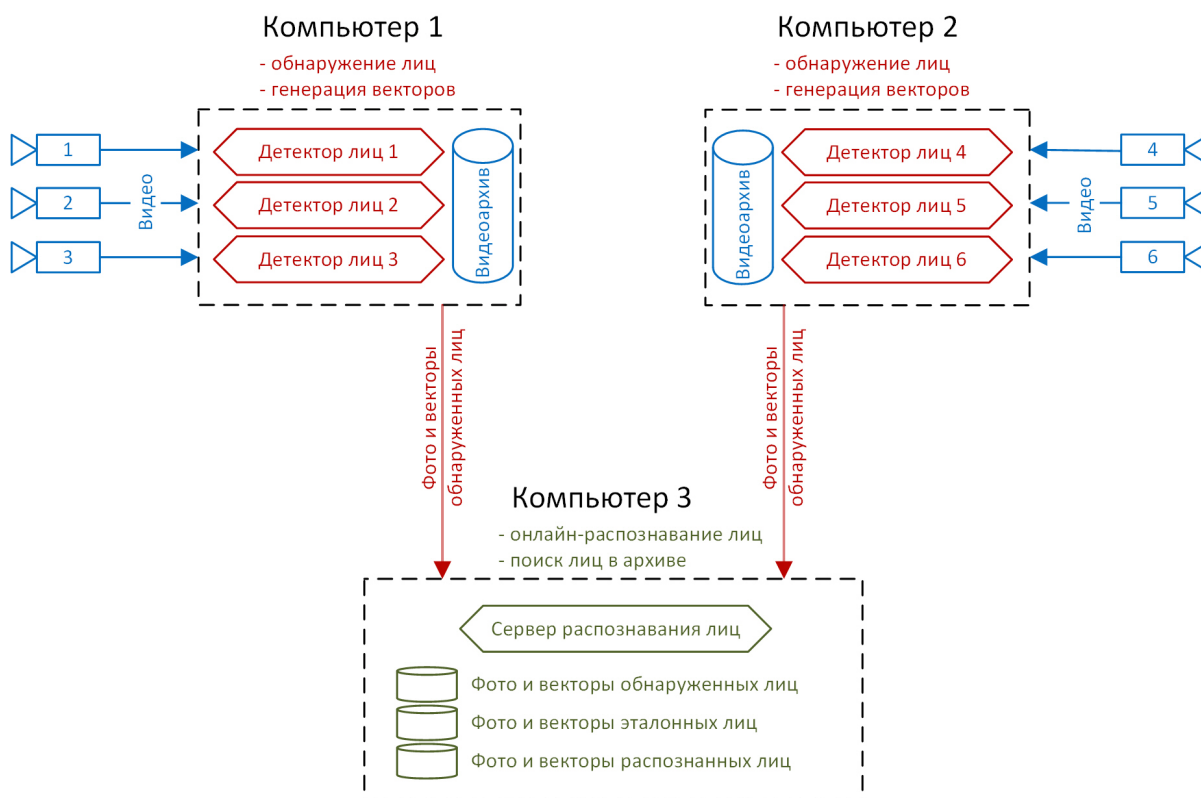 Компьютер 1
- обнаружение лиц
- генерация векторов
1
2
3
Видео
Детектор лиц 1
Детектор лиц 2
Детектор лиц 3
Видеоархив
Компьютер 2
- обнаружение лиц
- генерация векторов
Видеоархив
Детектор лиц 4
Детектор лиц 5
Детектор лиц 6
Видео
4
5
6
Фото и векторы
обнаруженных лиц
Фото и векторы
обнаруженных лиц
Компьютер 3
- онлайн-распознавание лиц
- поиск лиц в архиве
Сервер распознавания лиц
Фото и векторы обнаруженных лиц
Фото и векторы эталонных лиц
Фото и векторы распознанных лиц